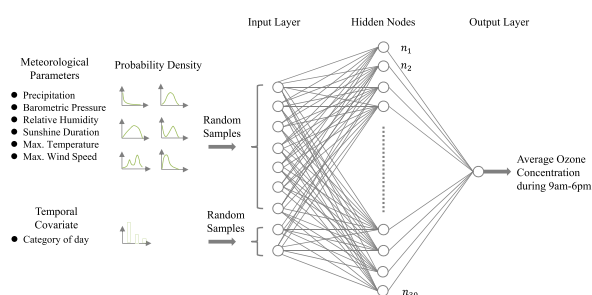 Input Layer
Hidden Nodes
Output Layer
Meteorological
Parameters
Probability Density
Precipitation
Barometric Pressure
Relative Humidity
Sunshine Duration
Max. Temperature
Max. Wind Speed
Random
Samples
n1
n2
Average Ozone
Concentration
during 9am-6pm
Temporal
Covariate
Category of day
Random
Samples